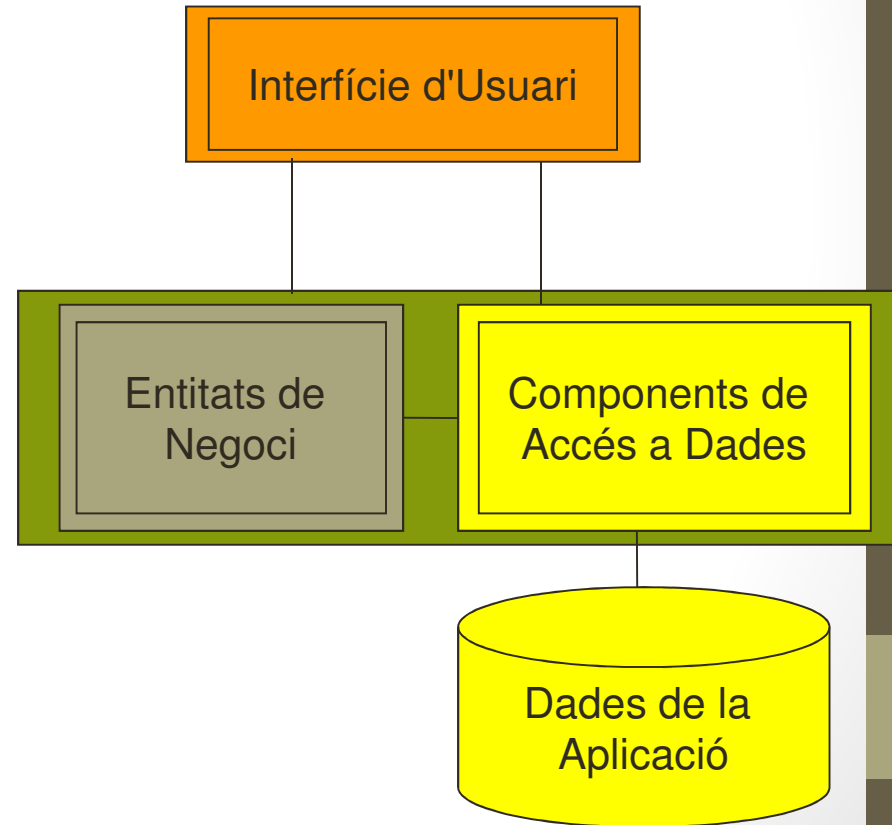 Interfície d'Usuari
Entitats de
Negoci
Components de
Accés a Dades
Dades de la
Aplicació